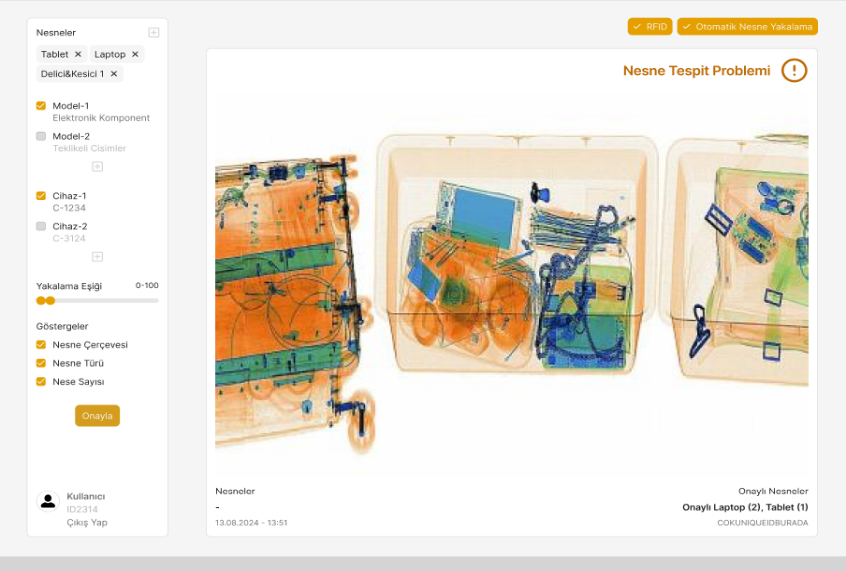 Nesneler
Tablet ✕ Laptop ✕
Delici&Kesici 1 ✕
Model-1
Elektronik Komponent
Model-2
Teklikeli Cisimler
Cihaz-1
C-1234
Cihaz-2
C-3124
Yakalama Eşiği 0-100
Göstergeler
Nesne Çerçevesi
Nesne Türü
Nese Sayısı
Onayla
Kullanıcı
ID2314
Çıkış Yap
RFID
Otomatik Nesne Yakalama
Nesne Tespit Problemi
Nesneler
-
13.08.2024 - 13:51
Onaylı Nesneler
Onaylı Laptop (2), Tablet (1)
COKUNIQUEIDBURADA